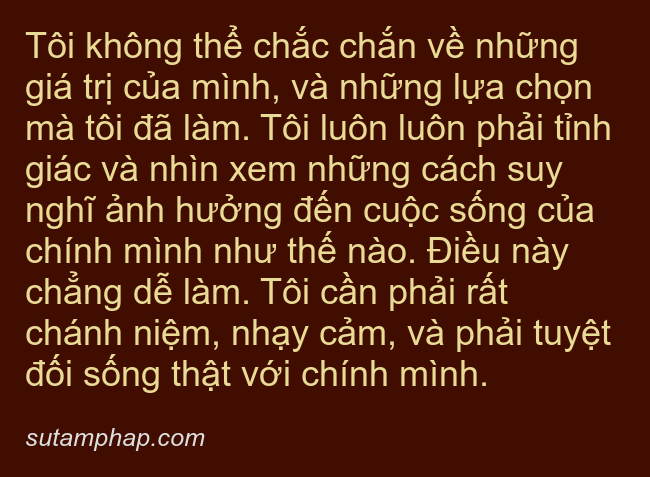 Tôi không thể chắc chắn về những
giá trị của mình, và những lựa chọn
mà tôi đã làm. Tôi luôn luôn phải tỉnh
giác và nhìn xem những cách suy
nghĩ ảnh hưởng đến cuộc sống của
chính mình như thế nào. Điều này
chẳng dễ làm. Tôi cần phải rất
chánh niệm, nhạy cảm, và phải tuyệt
đối sống thật với chính mình.
sutamphap.com